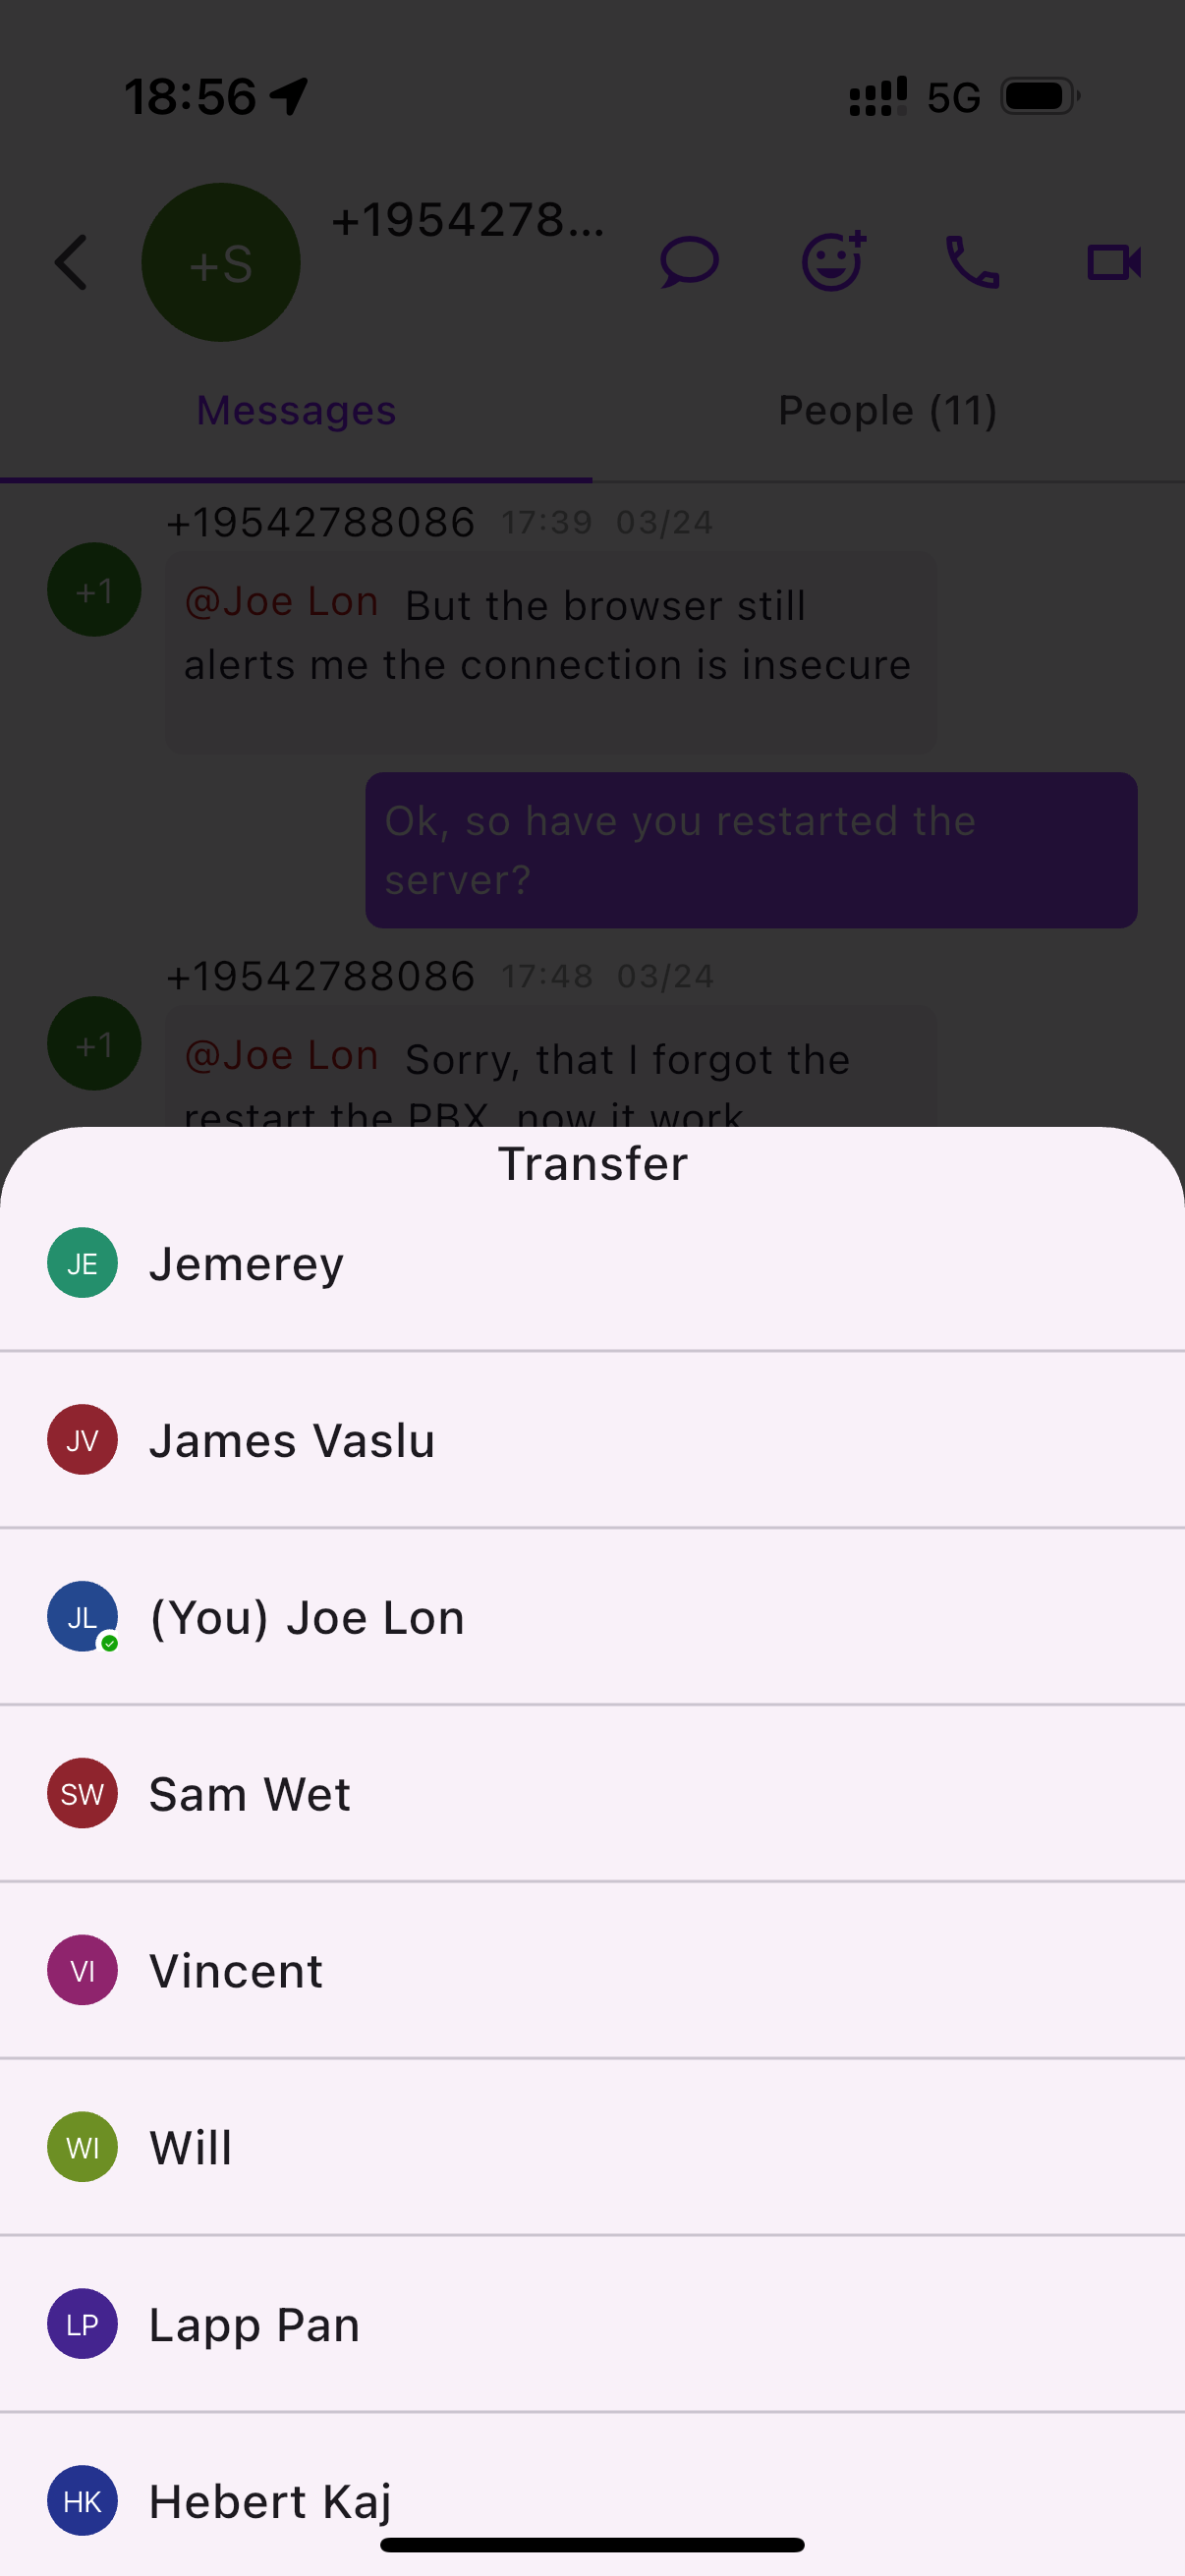 18:56
5G
+S
+1954278...
Messages
People (11)
+19542788086 17:39 03/24
+1
@Joe Lon But the browser still
alerts me the connection is insecure
Ok, so have you restarted the
server?
+19542788086 17:48 03/24
+1
@Joe Lon Sorry, that I forgot the
restart the PBX, now it work
Transfer
JE Jemerey
JV James Vaslu
JL (You) Joe Lon
SW Sam Wet
VI Vincent
WI Will
LP Lapp Pan
HK Hebert Kaj